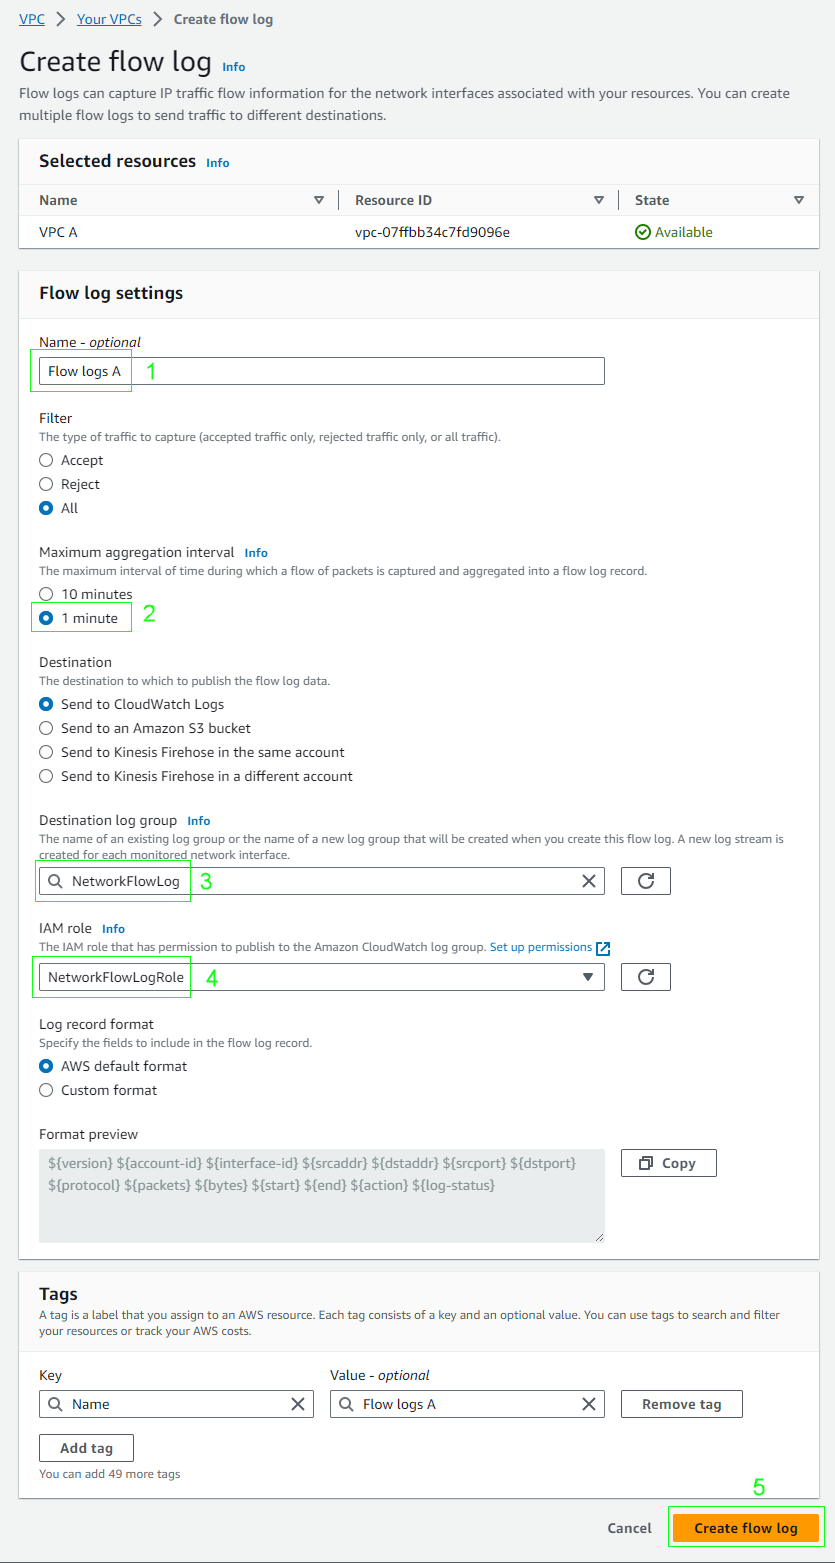 VPC > Your VPCs > Create flow log
Create flow log Info
Flow logs can capture IP traffic flow information for the network interfaces associated with your resources. You can create
multiple flow logs to send traffic to different destinations.
Selected resources Info
Name Resource ID State
VPC A vpc-07ffbb34c7fd9096e Available
Flow log settings
Name - optional
Flow logs A 1
Filter
The type of traffic to capture (accepted traffic only, rejected traffic only, or all traffic).
Accept
Reject
All
Maximum aggregation interval Info
The maximum interval of time during which a flow of packets is captured and aggregated into a flow log record.
10 minutes
1 minute 2
Destination
The destination to which to publish the flow log data.
Send to CloudWatch Logs
Send to an Amazon S3 bucket
Send to Kinesis Firehose in the same account
Send to Kinesis Firehose in a different account
Destination log group Info
The name of an existing log group or the name of a new log group that will be created when you create this flow log. A new log stream is
created for each monitored network interface.
NetworkFlowLog 3
IAM role Info
The IAM role that has permission to publish to the Amazon CloudWatch log group. Set up permissions
NetworkFlowLogRole 4
Log record format
Specify the fields to include in the flow log record.
AWS default format
Custom format
Format preview
${version} ${account-id} ${interface-id} ${srcaddr} ${dstaddr} ${srcport} ${dstport} Copy
${protocol} ${packets} ${bytes} ${start} ${end} ${action} ${log-status}
Tags
A tag is a label that you assign to an AWS resource. Each tag consists of a key and an optional value. You can use tags to search and filter
your resources or track your AWS costs.
Key Value - optional
Name Flow logs A Remove tag
Add tag
You can add 49 more tags
5
Cancel Create flow log